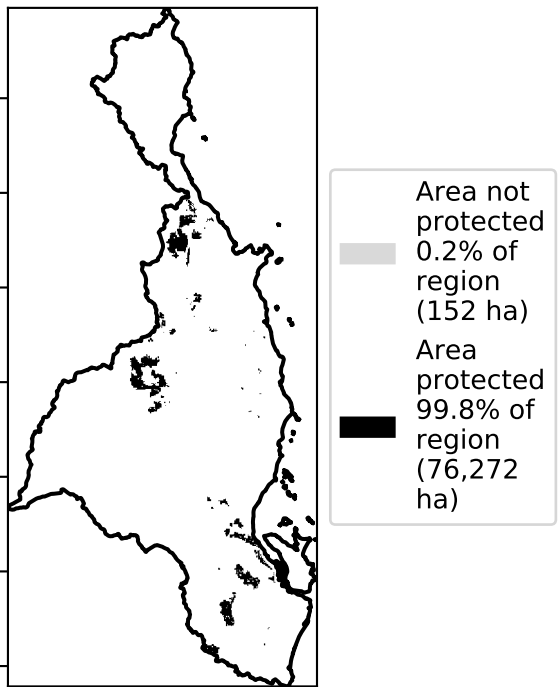 Area not
protected
0.2% of
region
(152 ha)
Area
protected
99.8% of
region
(76,272
ha)